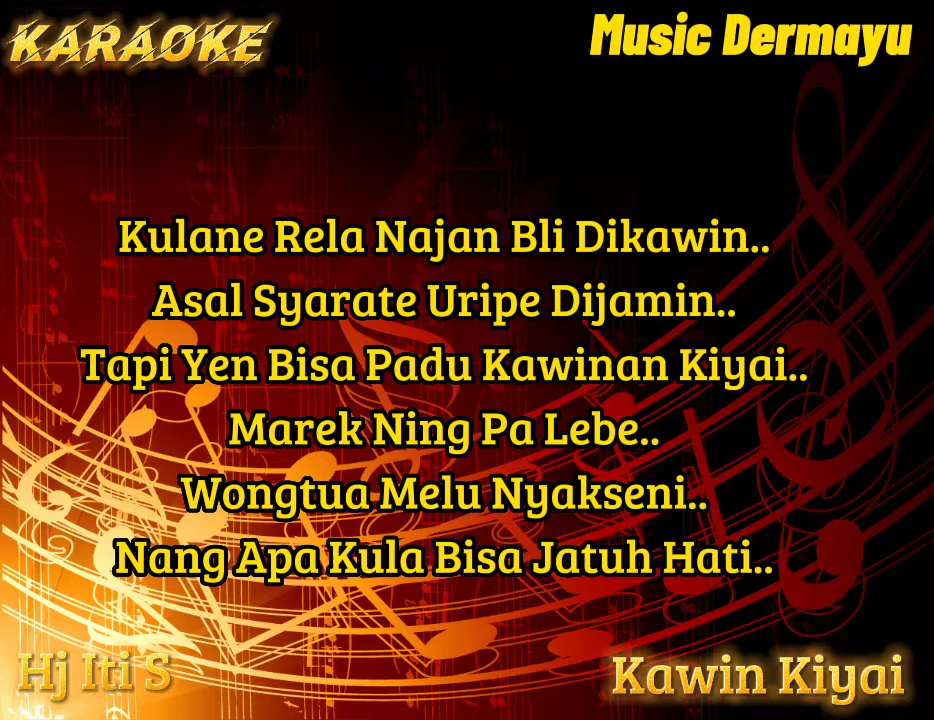 KARAOKE
Music Dermayu
Kulane Rela Najan Bli Dikawin..
Asal Syarate Uripe Dijamin..
Tapi Yen Bisa Padu Kawinan Kiyai..
Marek Ning Pa Lebe..
Wongtua Melu Nyakseni..
Nang Apa Kula Bisa Jatuh Hati..
Hj Iti S
Kawin Kiyai